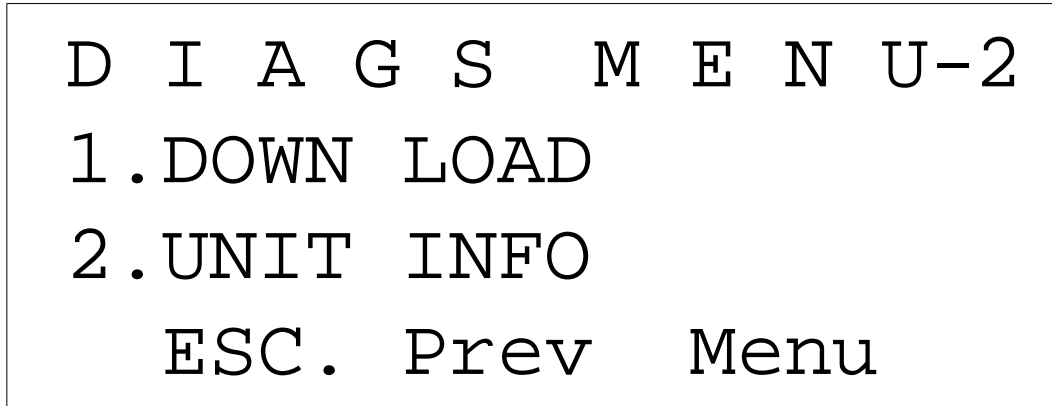 D I A G S  M E N U-2
1.DOWN LOAD
2.UNIT INFO
ESC. Prev  Menu